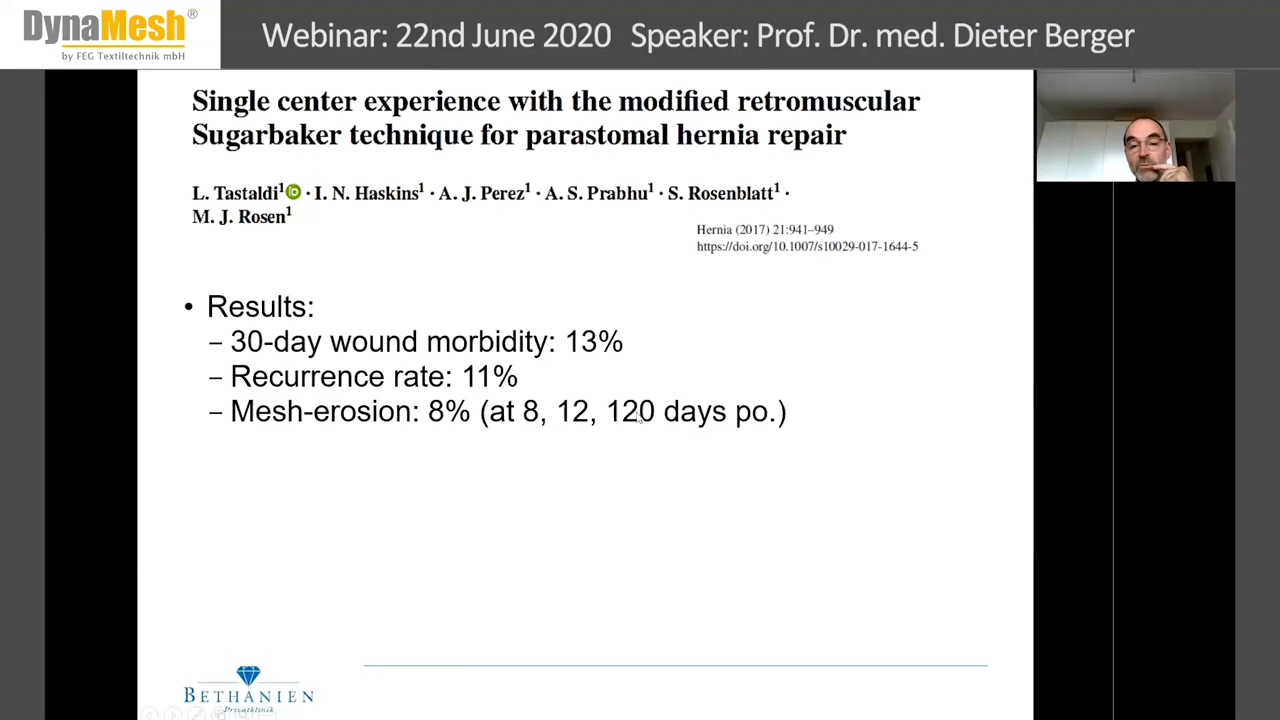 DynaMesh®
by FEG Textiltechnik mbH
Webinar: 22nd June 2020 Speaker: Prof. Dr. med. Dieter Berger
Single center experience with the modified retromuscular
Sugarbaker technique for parastomal hernia repair
L. Tastaldi¹ · I. N. Haskins¹ · A. J. Perez¹ · A. S. Prabhu¹ · S. Rosenblatt¹ ·
M. J. Rosen¹
Hernia (2017) 21:941–949
https://doi.org/10.1007/s10029-017-1644-5
• Results:
– 30-day wound morbidity: 13%
– Recurrence rate: 11%
– Mesh-erosion: 8% (at 8, 12, 120 days po.)
BETHANIEN
Privatklinik